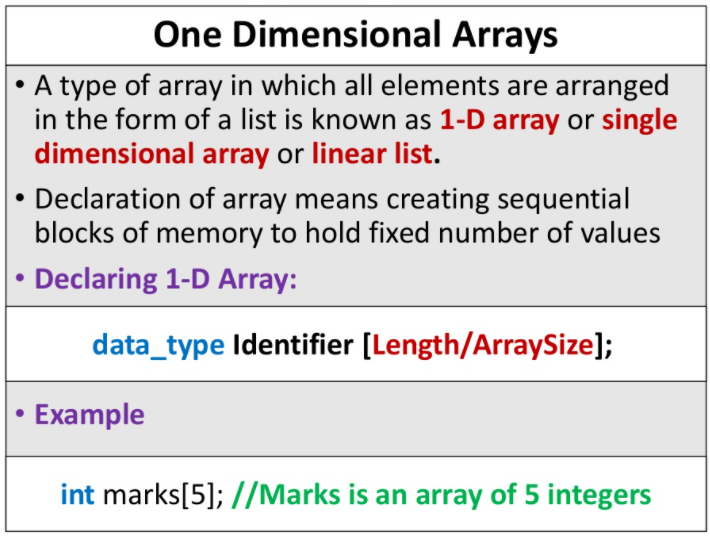 One Dimensional Arrays
• A type of array in which all elements are arranged
in the form of a list is known as 1-D array or single
dimensional array or linear list.
• Declaration of array means creating sequential
blocks of memory to hold fixed number of values
• Declaring 1-D Array:
data_type Identifier [Length/ArraySize];
• Example
int marks[5]; //Marks is an array of 5 integers